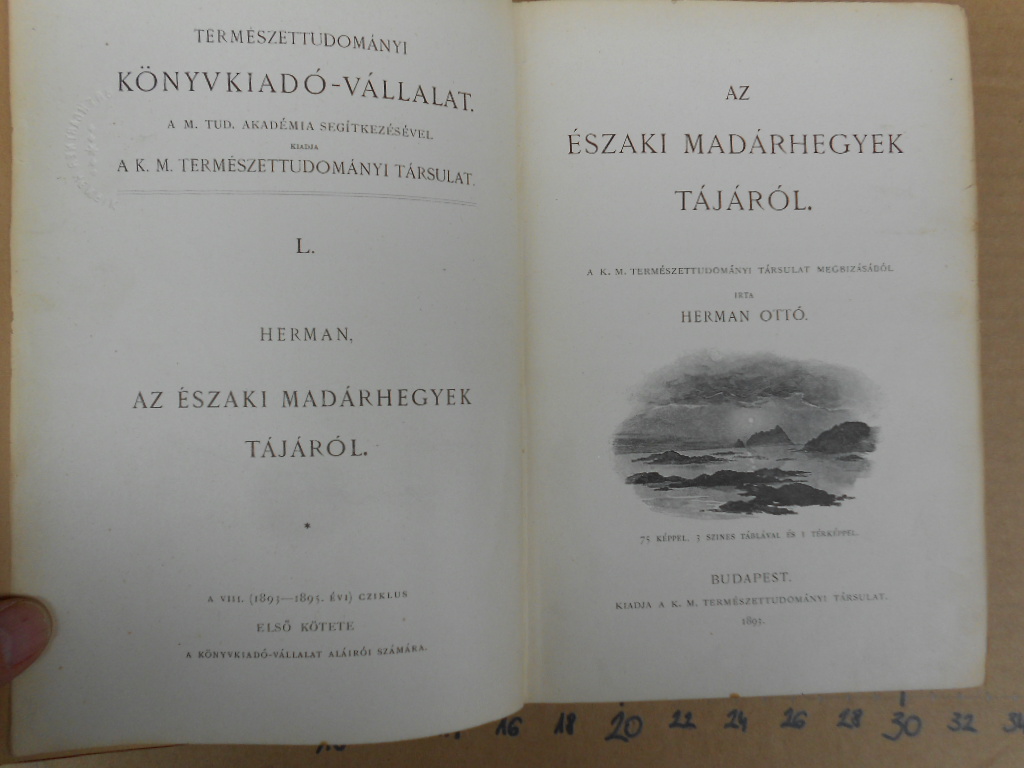 TERMÉSZETTUDOMÁNYI
KÖNYVKIADÓ-VÁLLALAT.
A M. TUD. AKADÉMIA SEGÍTKEZÉSÉVEL
KIADJA
A K. M. TERMÉSZETTUDOMÁNYI TÁRSULAT.
L.
HERMAN,
AZ ÉSZAKI MADÁRHEGYEK
TÁJÁRÓL.
*
A VIII. (1893—1895. ÉVI) CZIKLUS
ELSŐ KÖTETE
A KÖNYVKIADÓ-VÁLLALAT ALÁIRÓI SZÁMÁRA.
AZ
ÉSZAKI MADÁRHEGYEK
TÁJÁRÓL.
A K. M. TERMÉSZETTUDOMÁNYI TÁRSULAT MEGBIZÁSÁBÓL
IRTA
HERMAN OTTÓ.
75 KÉPPEL, 3 SZINES TÁBLÁVAL ÉS 1 TÉRKÉPPEL.
BUDAPEST.
KIADJA A K. M. TERMÉSZETTUDOMÁNYI TÁRSULAT.
1893.
16 18 20 22 24 26 28 30 32 34